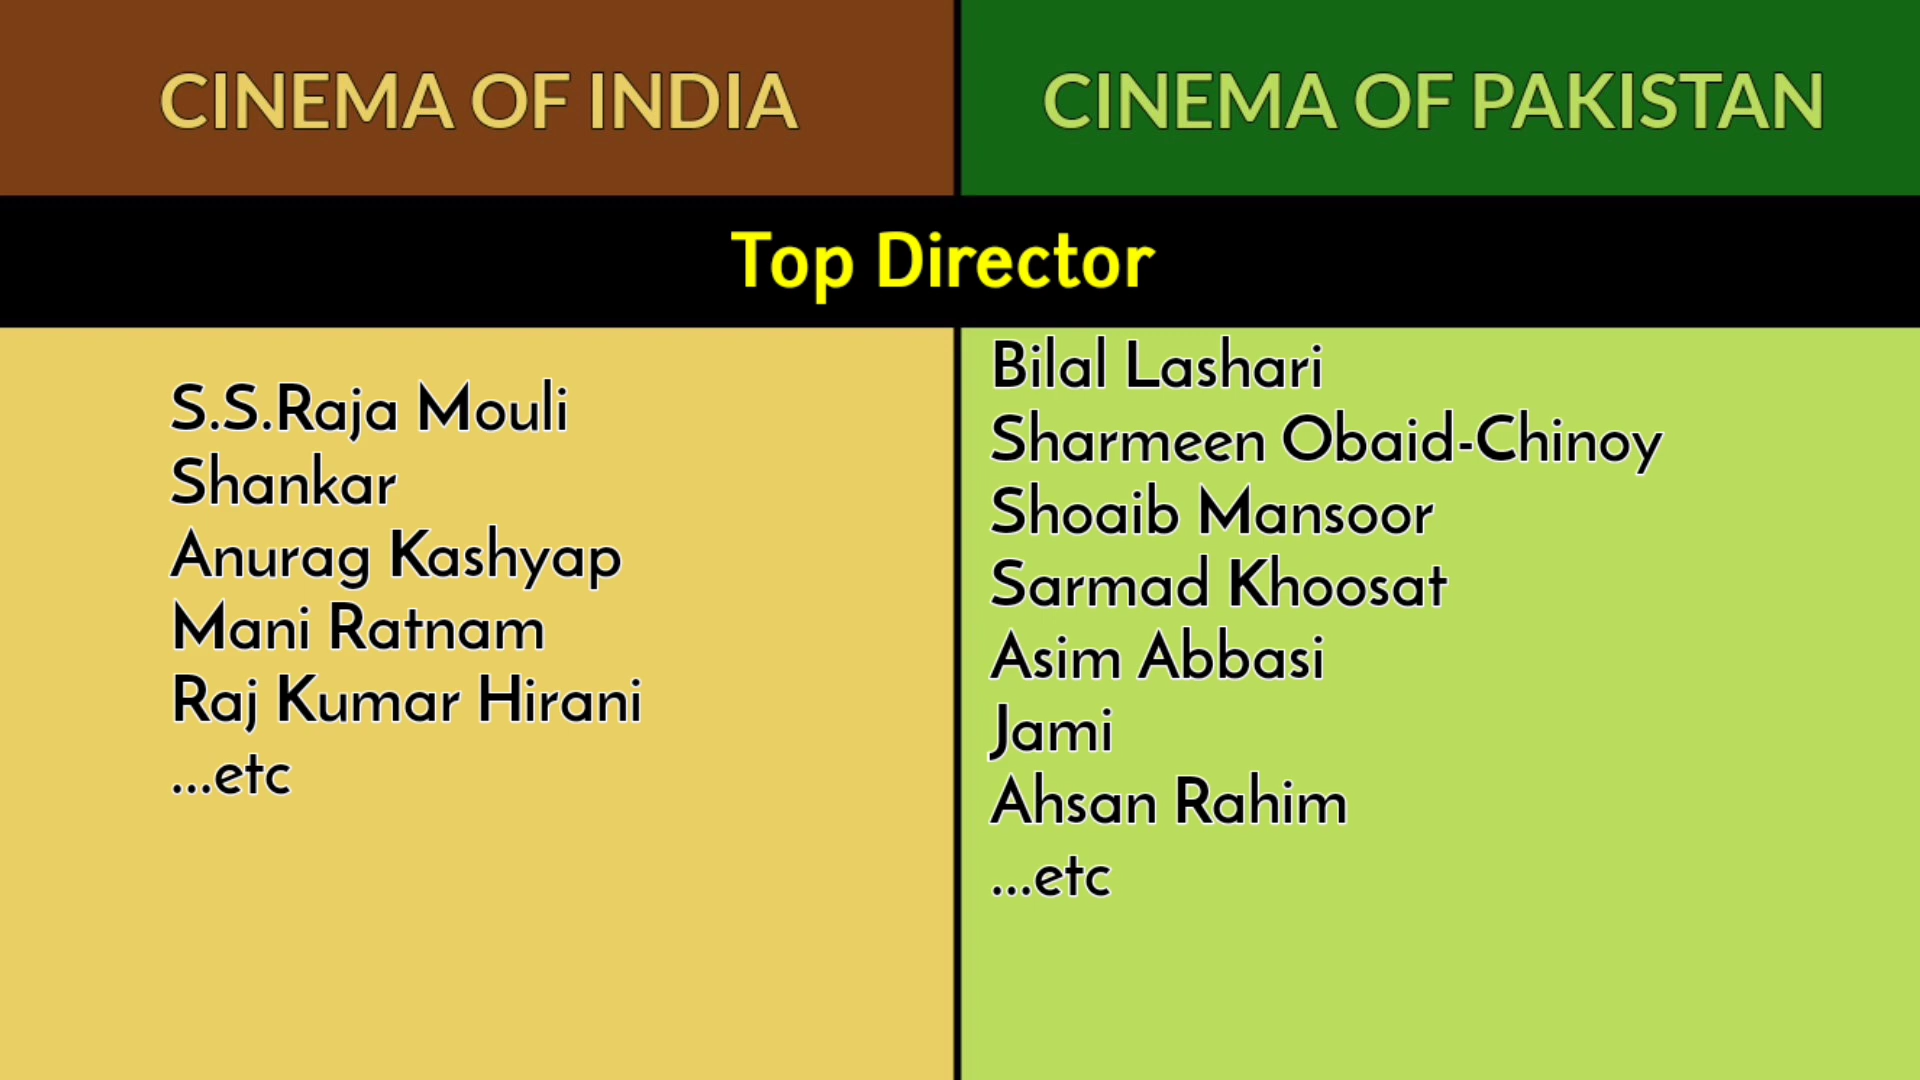 CINEMA OF INDIA
CINEMA OF PAKISTAN
Top Director
S.S.Raja Mouli
Shankar
Anurag Kashyap
Mani Ratnam
Raj Kumar Hirani
...etc
Bilal Lashari
Sharmeen Obaid-Chinoy
Shoaib Mansoor
Sarmad Khoosat
Asim Abbasi
Jami
Ahsan Rahim
...etc